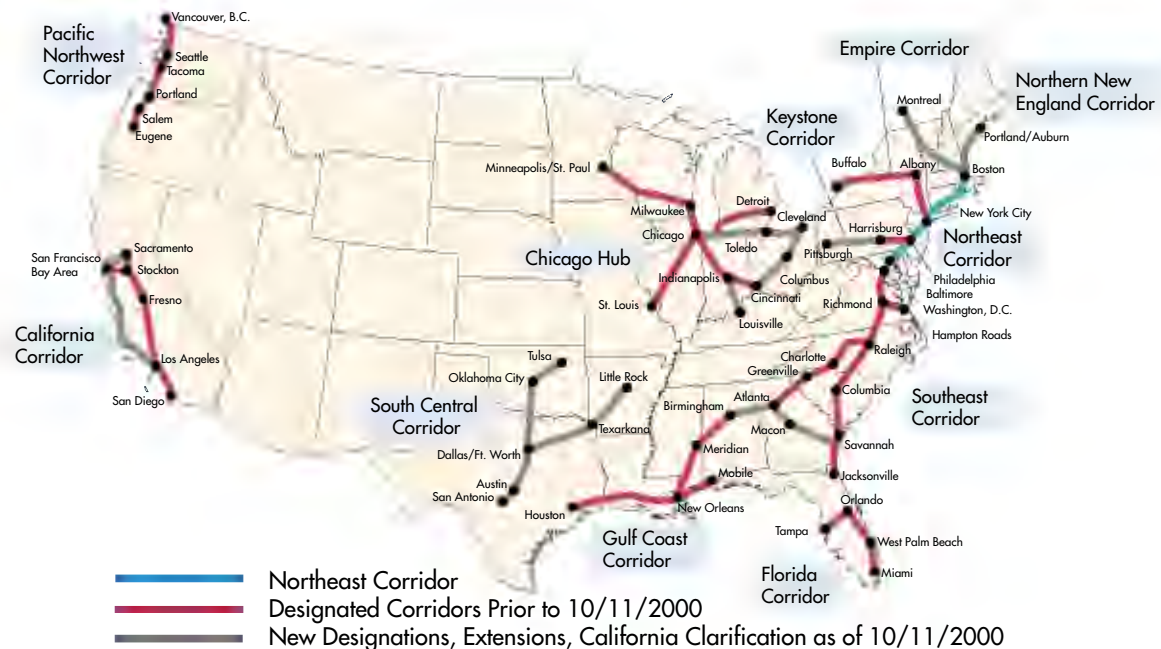 Vancouver, B.C.
Pacific
Northwest
Corridor
Seattle
Tacoma
Portland
Salem
Eugene
Empire Corridor
Northern New
England Corridor
Montreal
Portland/Auburn
Keystone
Corridor
Buffalo
Albany
Boston
Minneapolis/St. Paul
Milwaukee
Detroit
Cleveland
New York City
Chicago
Toledo
Harrisburg
Pittsburgh
Northeast
Corridor
Chicago Hub
Indianapolis
Columbus
Philadelphia
Baltimore
Washington, D.C.
St. Louis
Cincinnati
Louisville
Richmond
Hampton Roads
Sacramento
San Francisco
Bay Area
Stockton
Fresno
California
Corridor
Los Angeles
San Diego
Tulsa
Oklahoma City
Little Rock
South Central
Corridor
Texarkana
Dallas/Ft. Worth
Austin
San Antonio
Houston
Charlotte
Greenville
Raleigh
Atlanta
Birmingham
Columbia
Southeast
Corridor
Macon
Savannah
Meridian
Mobile
Jacksonville
New Orleans
Orlando
Gulf Coast
Corridor
Tampa
West Palm Beach
Florida
Corridor
Miami
Northeast Corridor
Designated Corridors Prior to 10/11/2000
New Designations, Extensions, California Clarification as of 10/11/2000